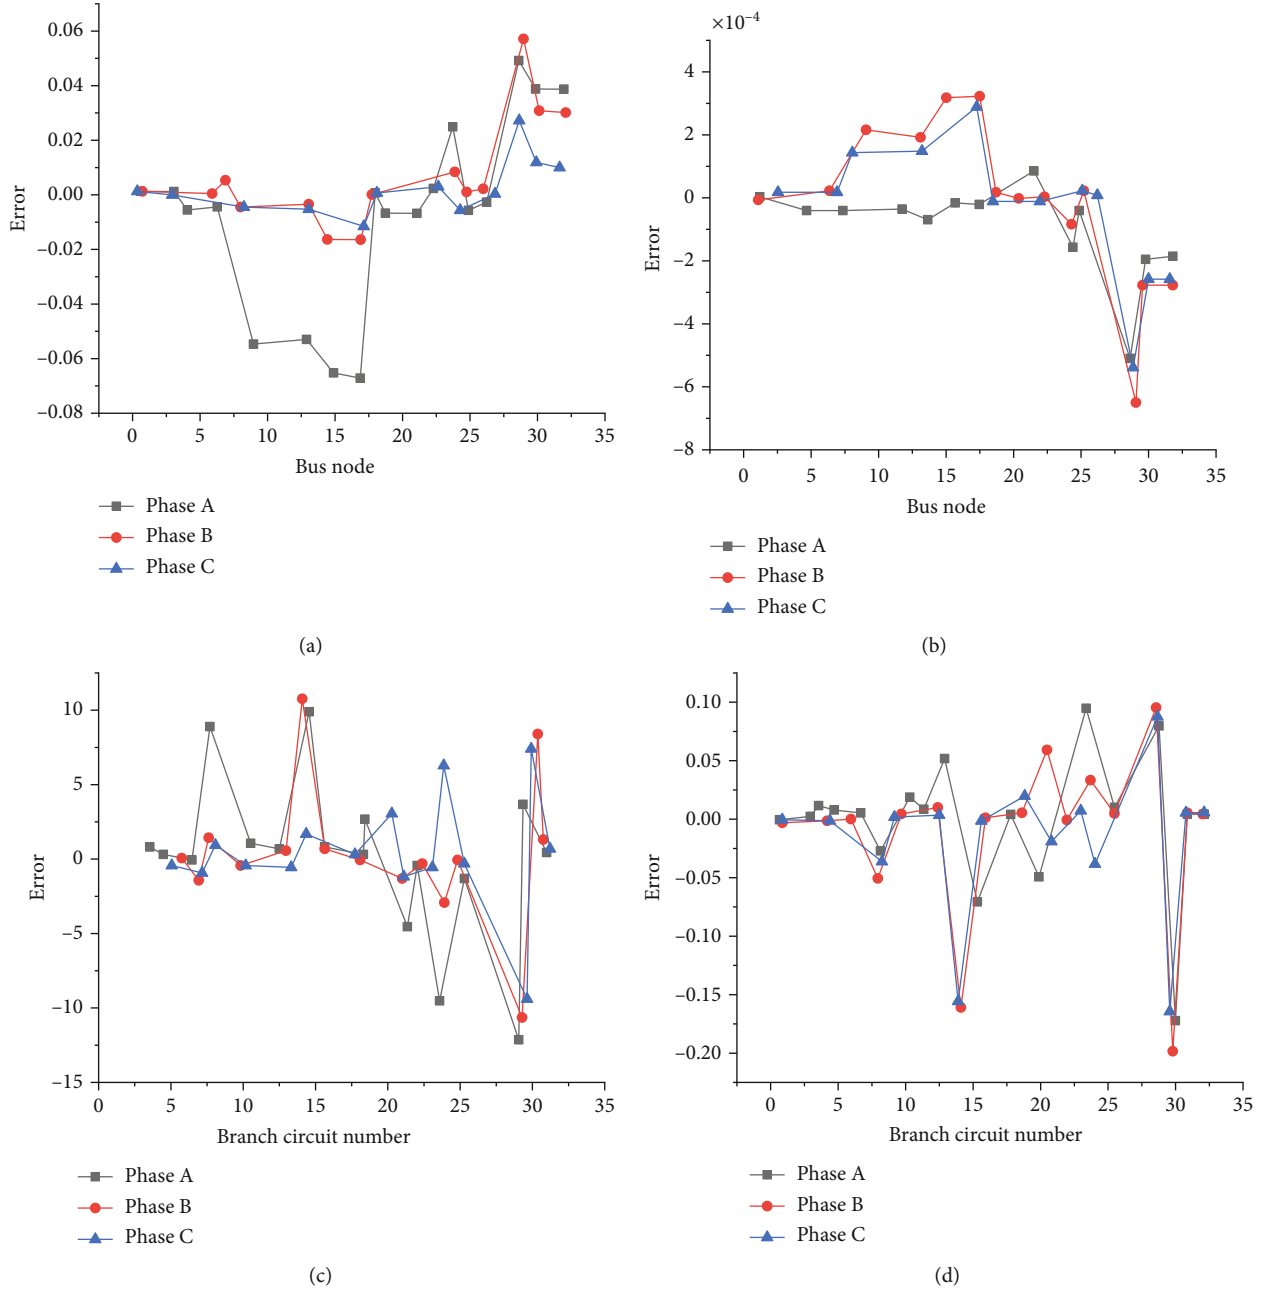 0.06
0.04
0.02
0.00
–0.02
–0.04
–0.06
–0.08
Error
0 5 10 15 20 25 30 35
Bus node
Phase A
Phase B
Phase C
(a)
×10–4
4
2
0
–2
–4
–6
–8
Error
0 5 10 15 20 25 30 35
Bus node
Phase A
Phase B
Phase C
(b)
10
5
0
–5
–10
–15
Error
0 5 10 15 20 25 30 35
Branch circuit number
Phase A
Phase B
Phase C
(c)
0.10
0.05
0.00
–0.05
–0.10
–0.15
–0.20
Error
0 5 10 15 20 25 30 35
Branch circuit number
Phase A
Phase B
Phase C
(d)